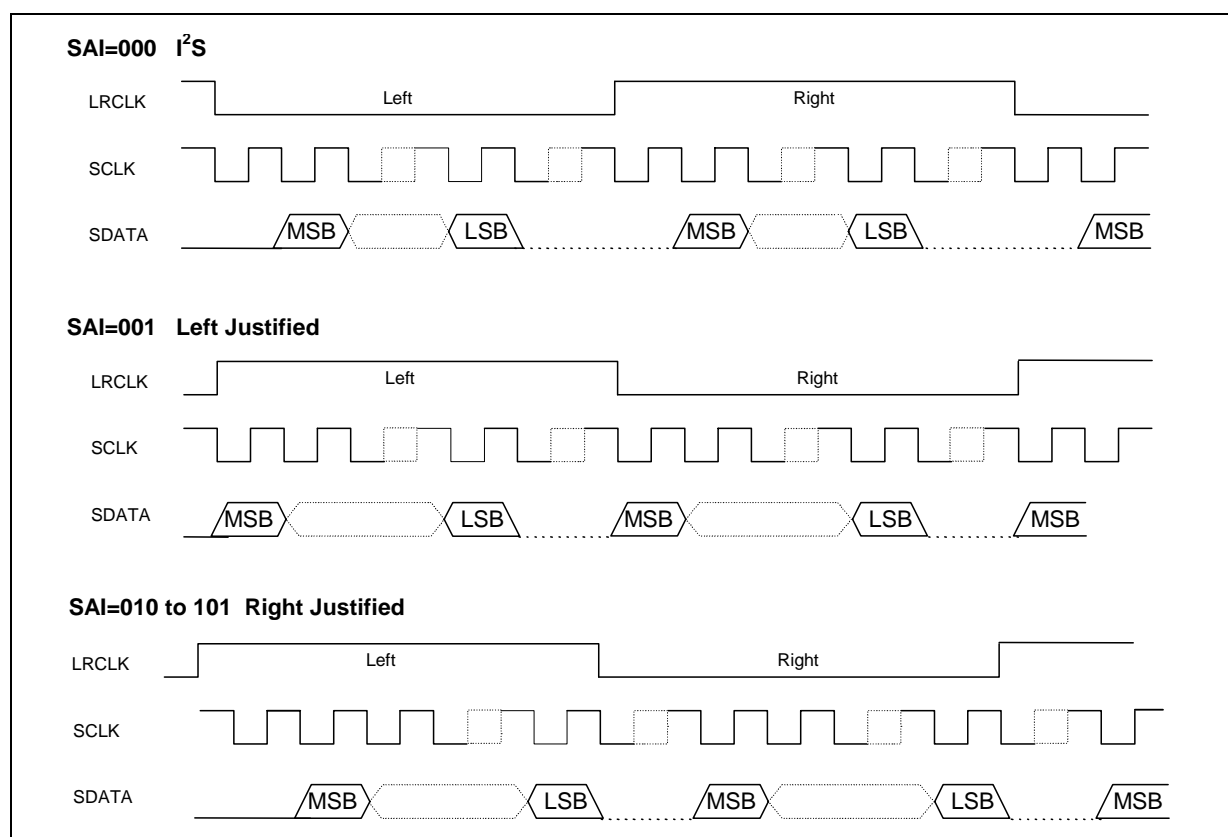 SAI=000 I²S
LRCLK Left Right
SCLK
SDATA MSB LSB MSB LSB MSB
SAI=001 Left Justified
LRCLK Left Right
SCLK
SDATA MSB LSB MSB LSB MSB
SAI=010 to 101 Right Justified
LRCLK Left Right
SCLK
SDATA MSB LSB MSB LSB MSB